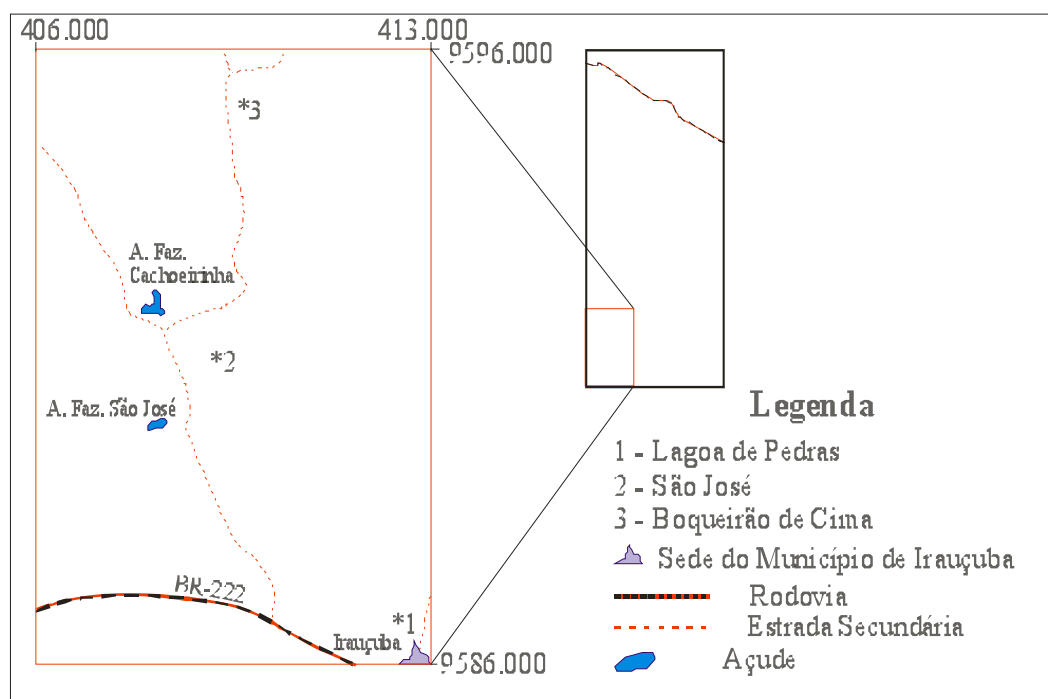 406.000
413.000
9596.000
*3
A. Faz.
Cachoeirinha
*2
A. Faz. São José
BR-222
*1
Irauçuba
9586.000
Legenda
1 - Lagoa de Pedras
2 - São José
3 - Boqueirão de Cima
Sede do Município de Irauçuba
Rodovia
Estrada Secundária
Açude